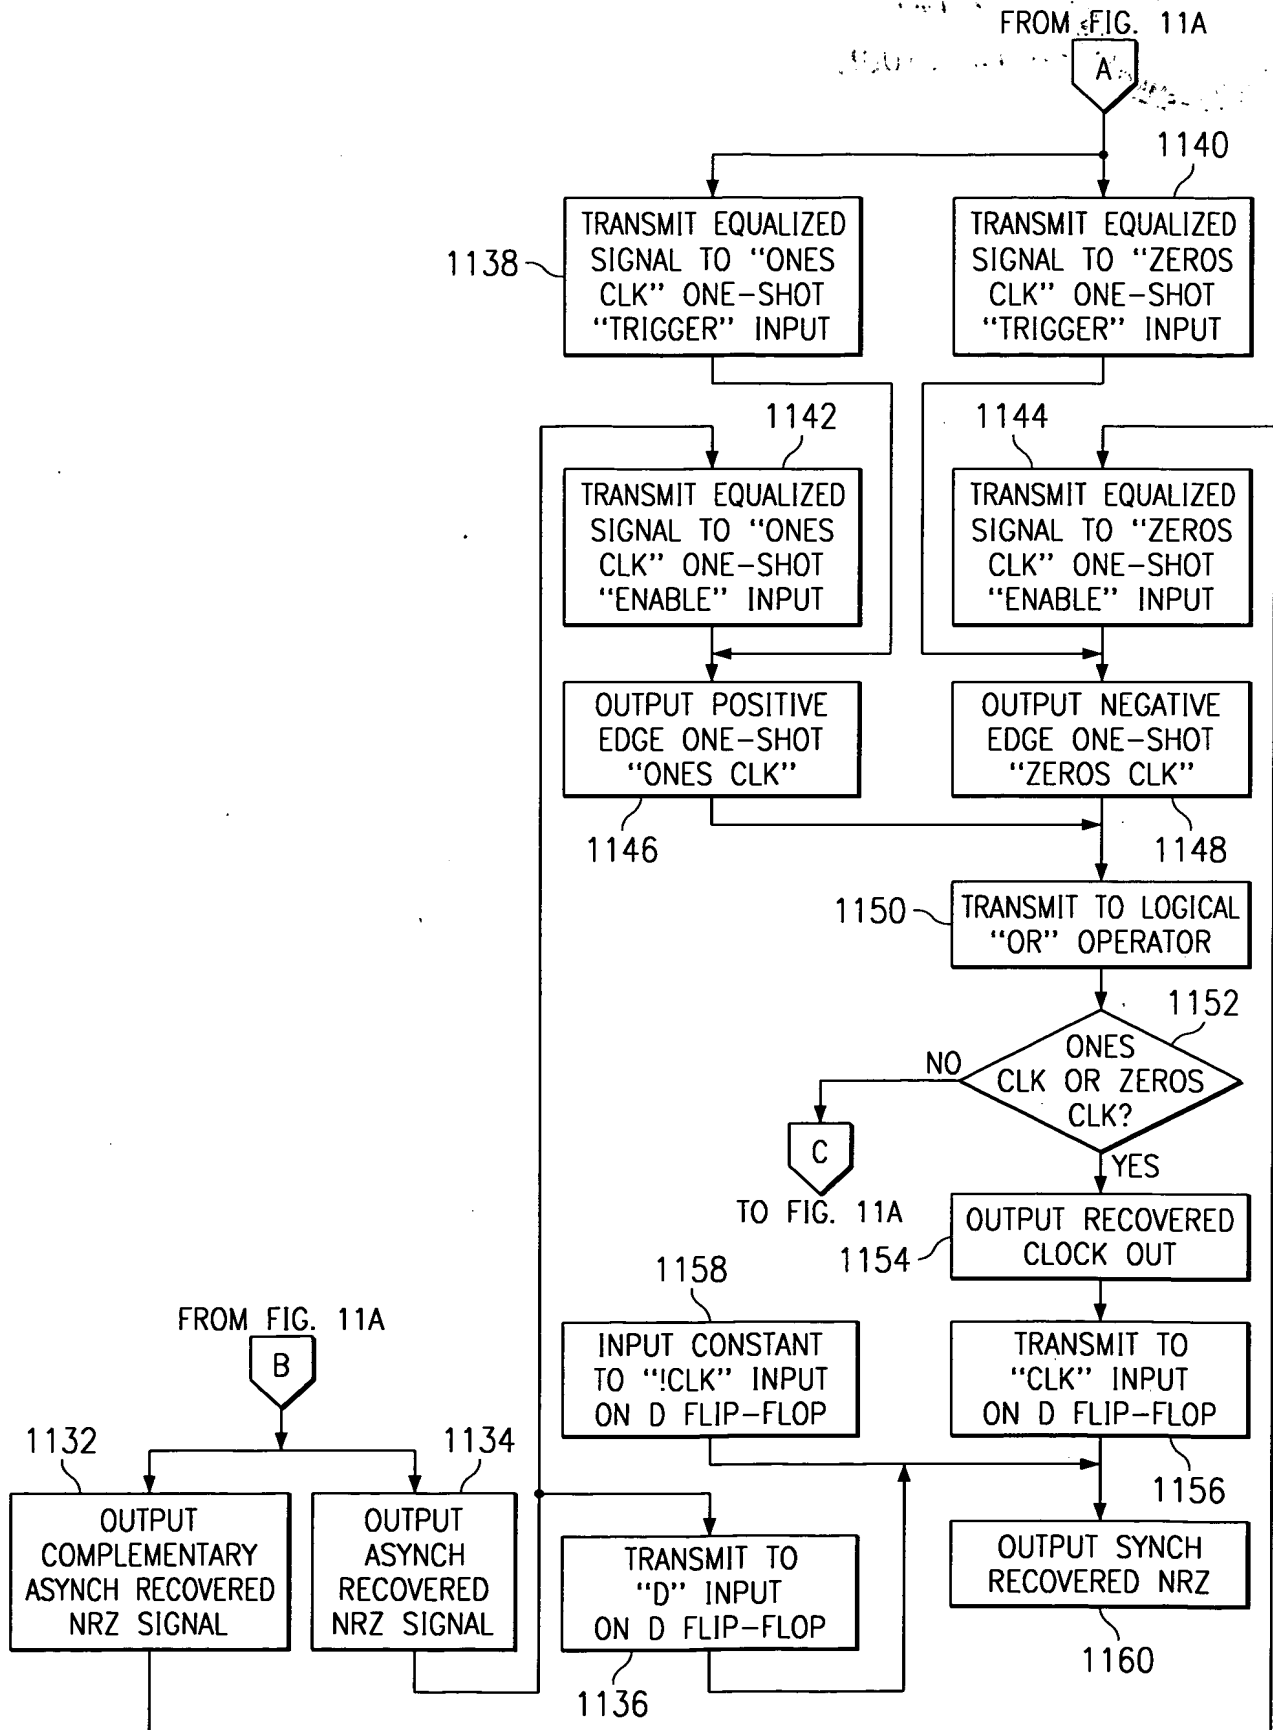 FROM FIG. 11A
A
1140
TRANSMIT EQUALIZED
SIGNAL TO “ONES
CLK” ONE-SHOT
“TRIGGER” INPUT
1138
TRANSMIT EQUALIZED
SIGNAL TO “ZEROS
CLK” ONE-SHOT
“TRIGGER” INPUT
1142
1144
TRANSMIT EQUALIZED
SIGNAL TO “ONES
CLK” ONE-SHOT
“ENABLE” INPUT
TRANSMIT EQUALIZED
SIGNAL TO “ZEROS
CLK” ONE-SHOT
“ENABLE” INPUT
OUTPUT POSITIVE
EDGE ONE-SHOT
“ONES CLK”
OUTPUT NEGATIVE
EDGE ONE-SHOT
“ZEROS CLK”
1146
1148
1150
TRANSMIT TO LOGICAL
“OR” OPERATOR
1152
ONES
CLK OR ZEROS
CLK?
NO
YES
C
TO FIG. 11A
OUTPUT RECOVERED
CLOCK OUT
1154
1158
INPUT CONSTANT
TO “!CLK” INPUT
ON D FLIP-FLOP
TRANSMIT TO
“CLK” INPUT
ON D FLIP-FLOP
1156
FROM FIG. 11A
B
1132
1134
OUTPUT
COMPLEMENTARY
ASYNCH RECOVERED
NRZ SIGNAL
OUTPUT
ASYNCH
RECOVERED
NRZ SIGNAL
TRANSMIT TO
“D” INPUT
ON D FLIP-FLOP
1136
OUTPUT SYNCH
RECOVERED NRZ
1160